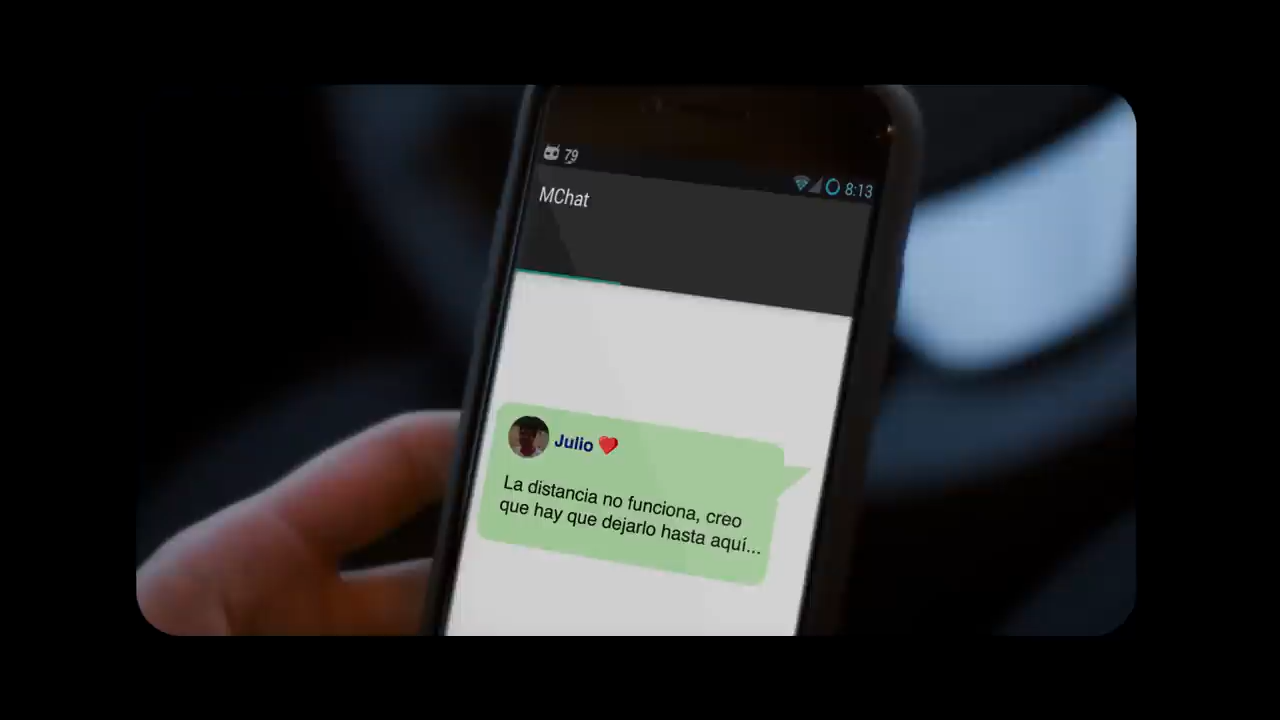 79
8:13
MChat
Julio ❤️
La distancia no funciona, creo
que hay que dejarlo hasta aquí...